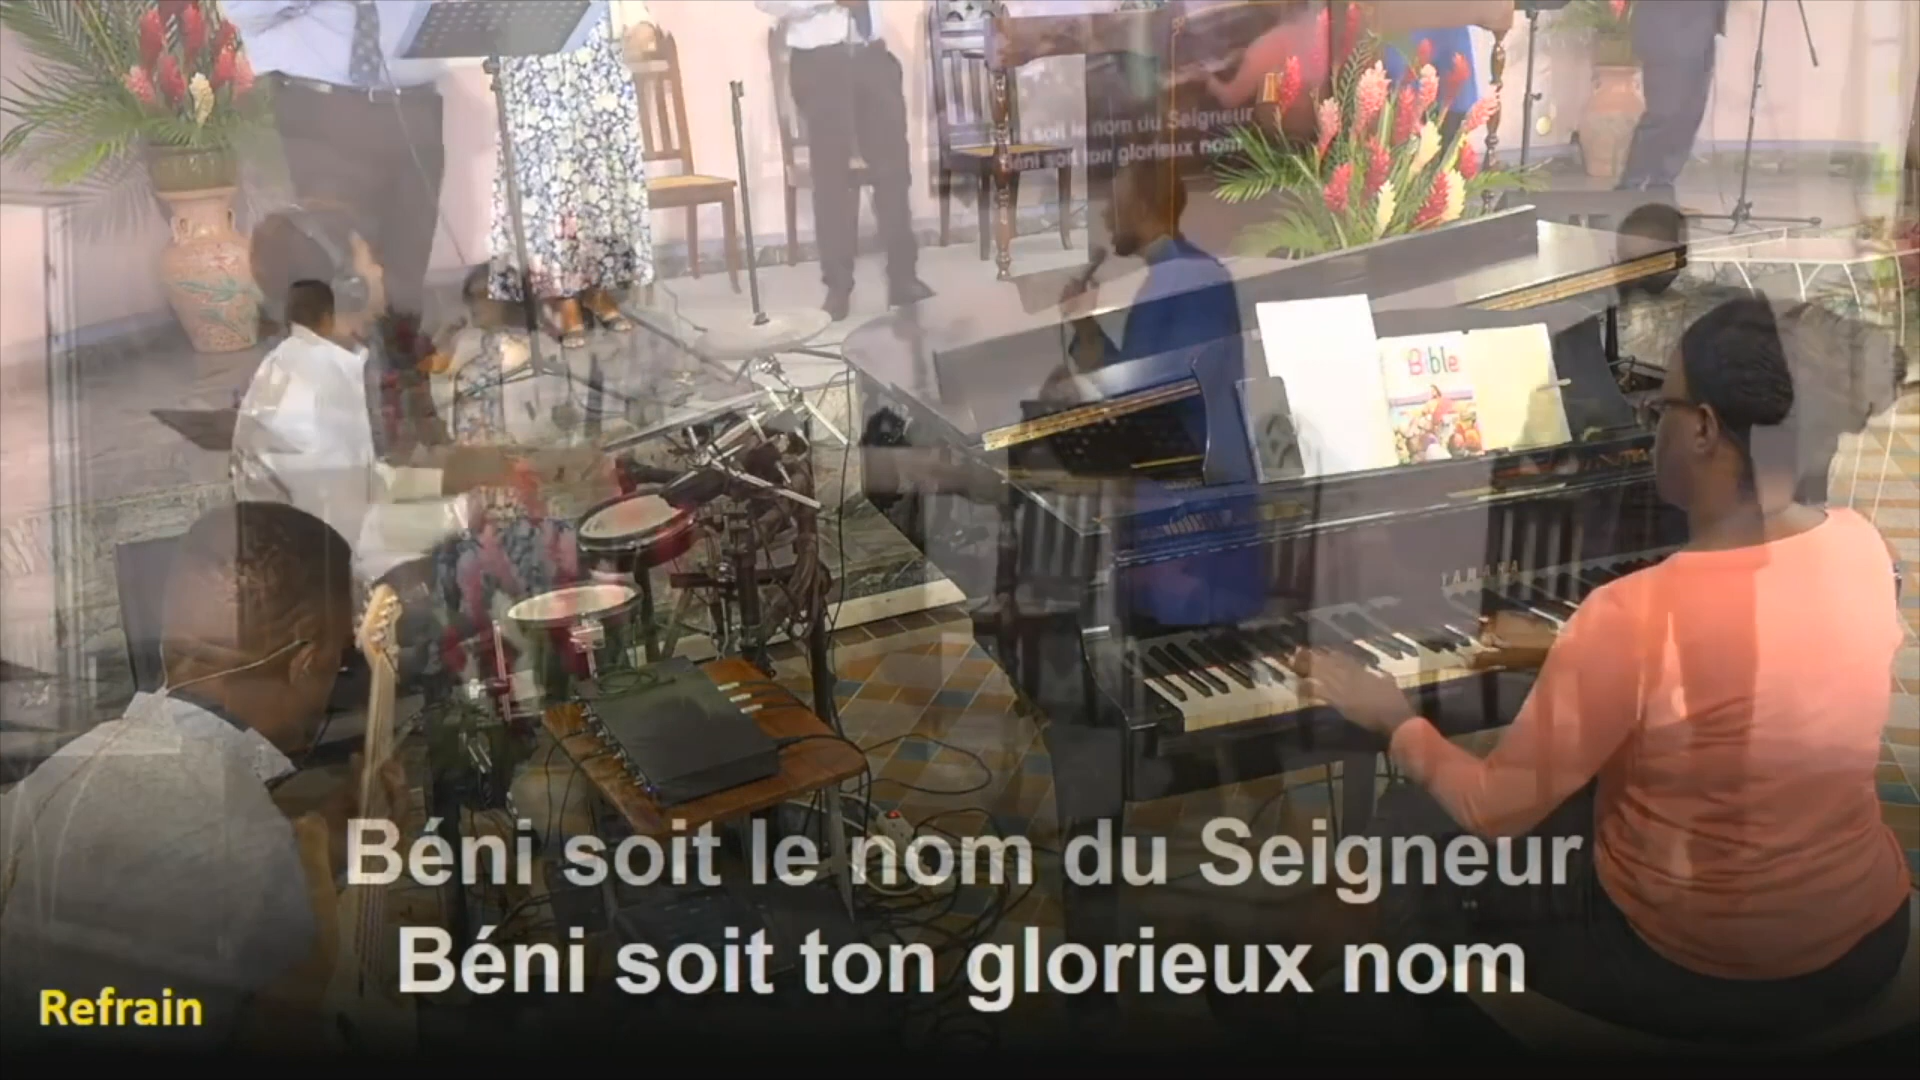 Béni soit le nom du Seigneur
Béni soit ton glorieux nom
Bible
YAMAHA
Béni soit le nom du Seigneur
Béni soit ton glorieux nom
Refrain